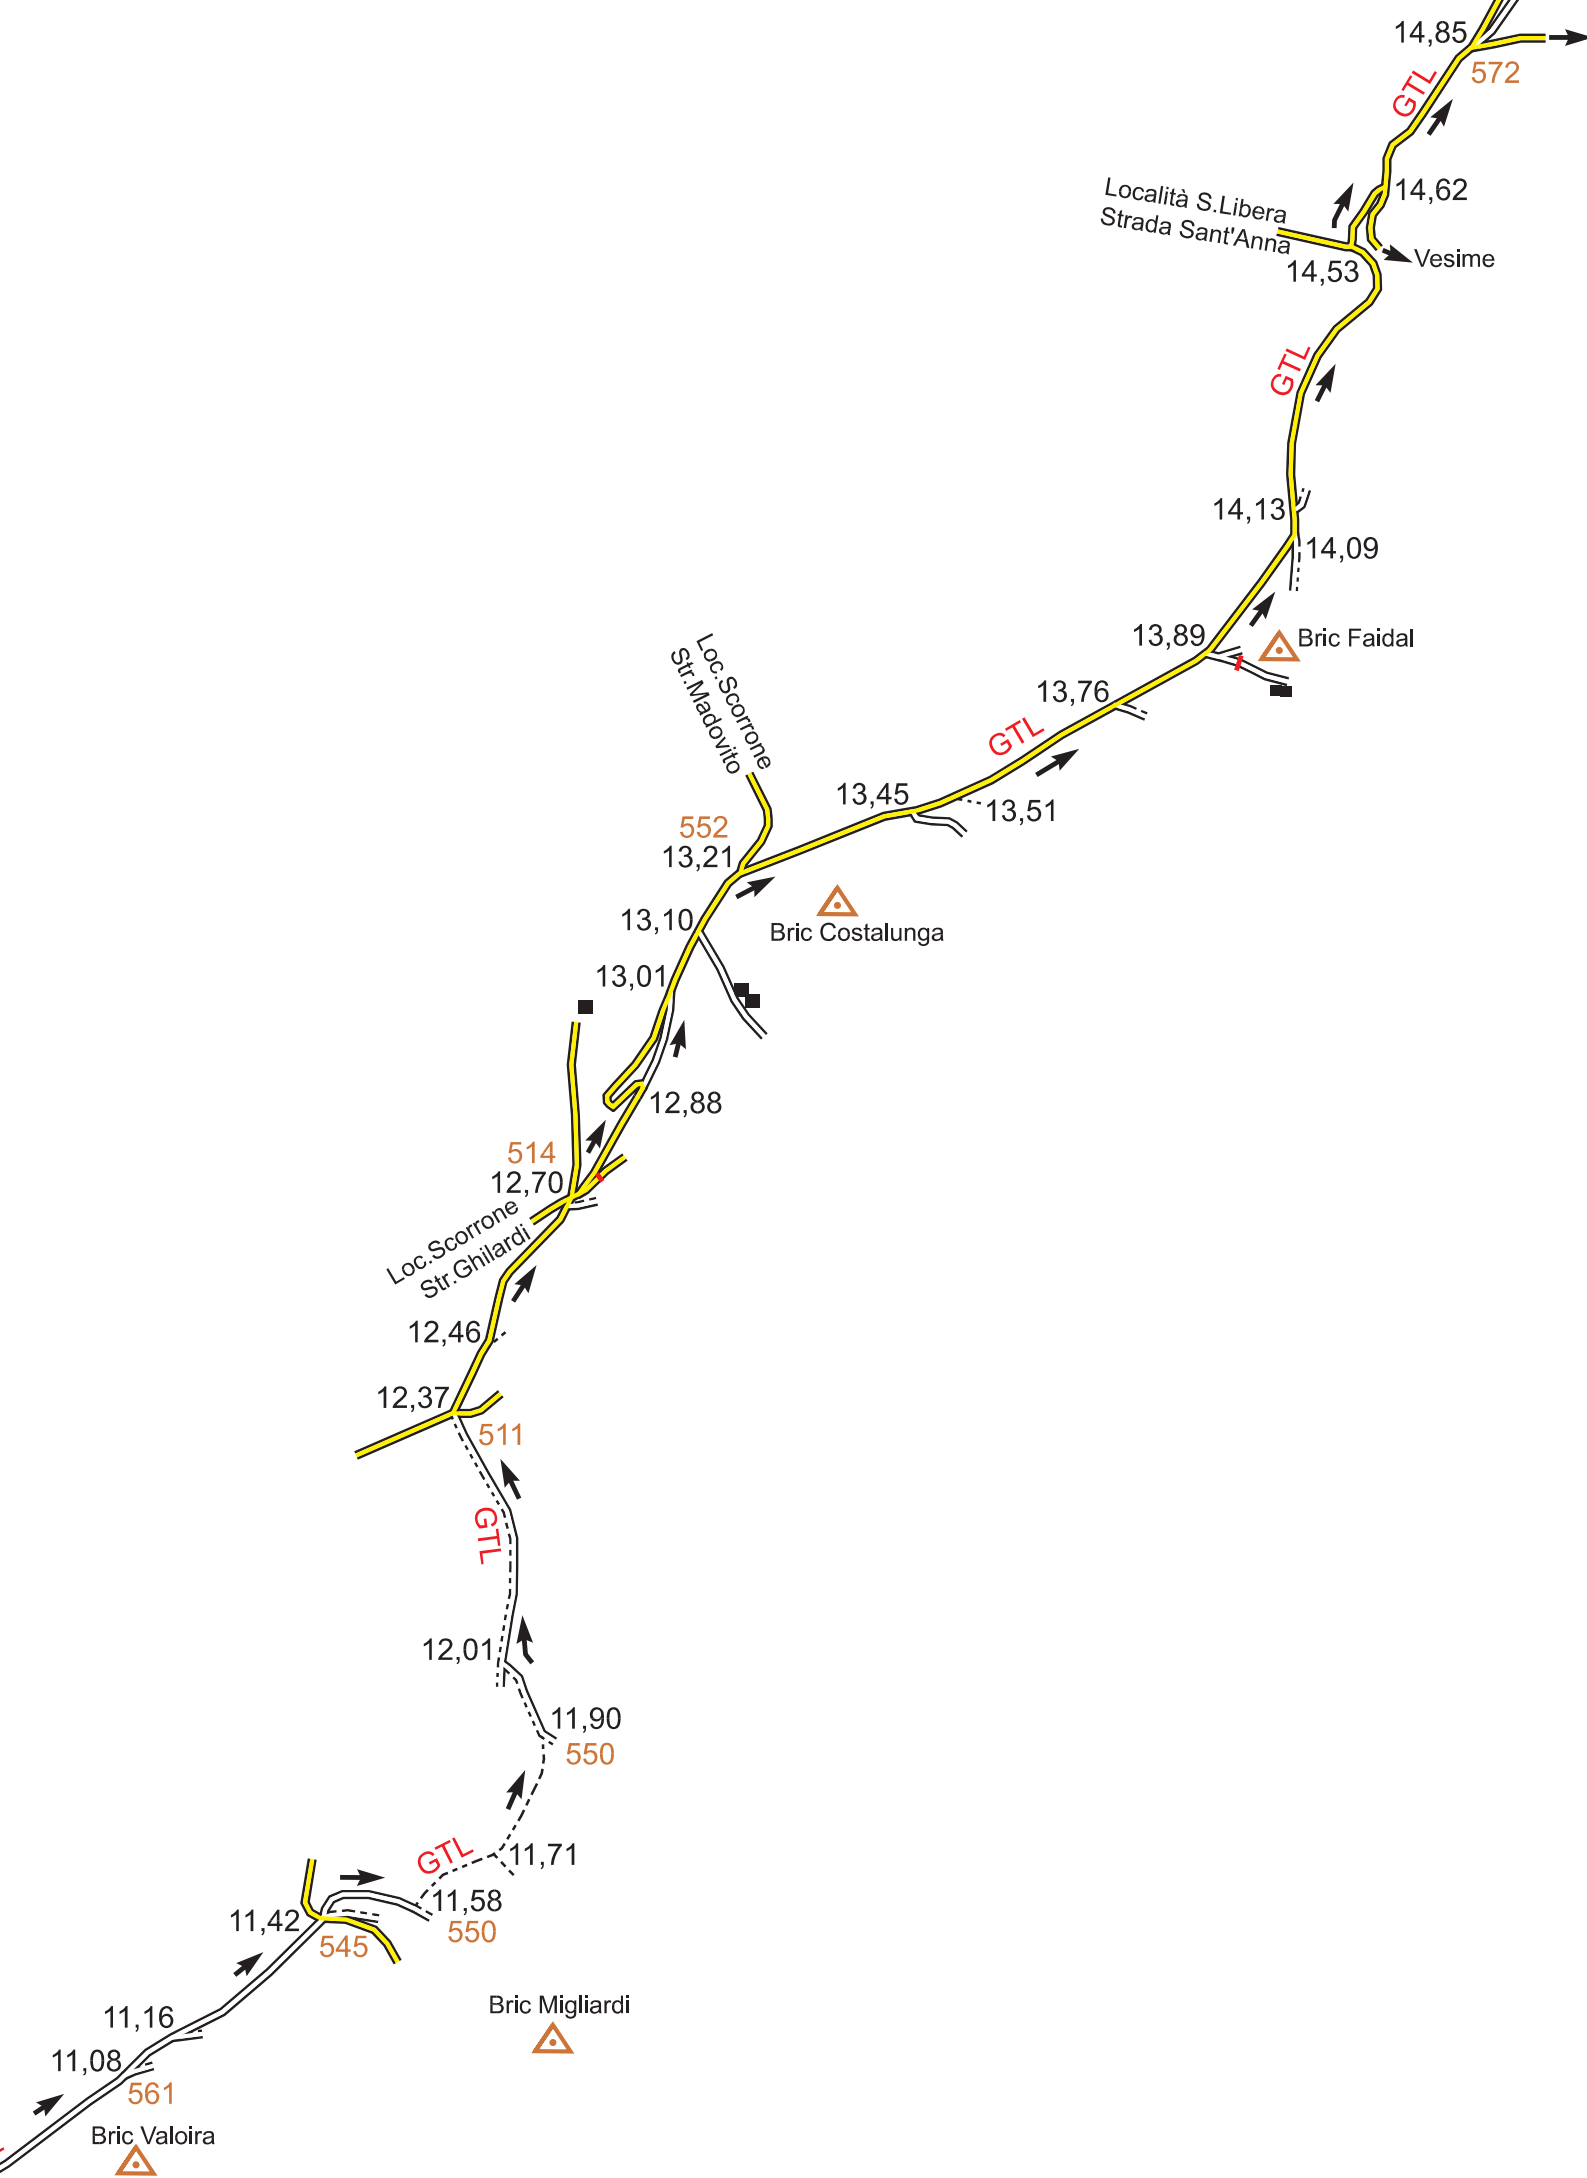 14,85
572
GTL
14,62
Località S.Libera
Strada Sant'Anna
14,53
Vesime
GTL
14,13
14,09
13,89
Bric Faidal
Loc.Scorrone
Str.Madovito
13,76
GTL
13,45
13,51
552
13,21
13,10
Bric Costalunga
13,01
12,88
514
12,70
Loc.Scorrone
Str.Ghilardi
12,46
12,37
511
GTL
12,01
11,90
550
GTL
11,71
11,58
550
11,42
545
Bric Migliardi
11,16
11,08
561
Bric Valoira